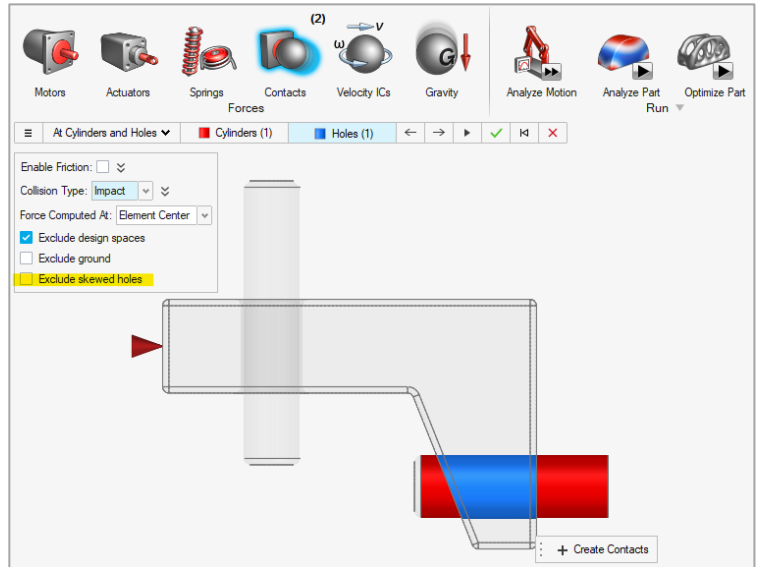 (2)
v
ω
G
Motors Actuators Springs Contacts Velocity ICs Gravity Analyze Motion Analyze Part Optimize Part
Forces Run
At Cylinders and Holes Cylinders (1) Holes (1)
Enable Friction:
Collision Type: Impact
Force Computed At: Element Center
Exclude design spaces
Exclude ground
Exclude skewed holes
+ Create Contacts